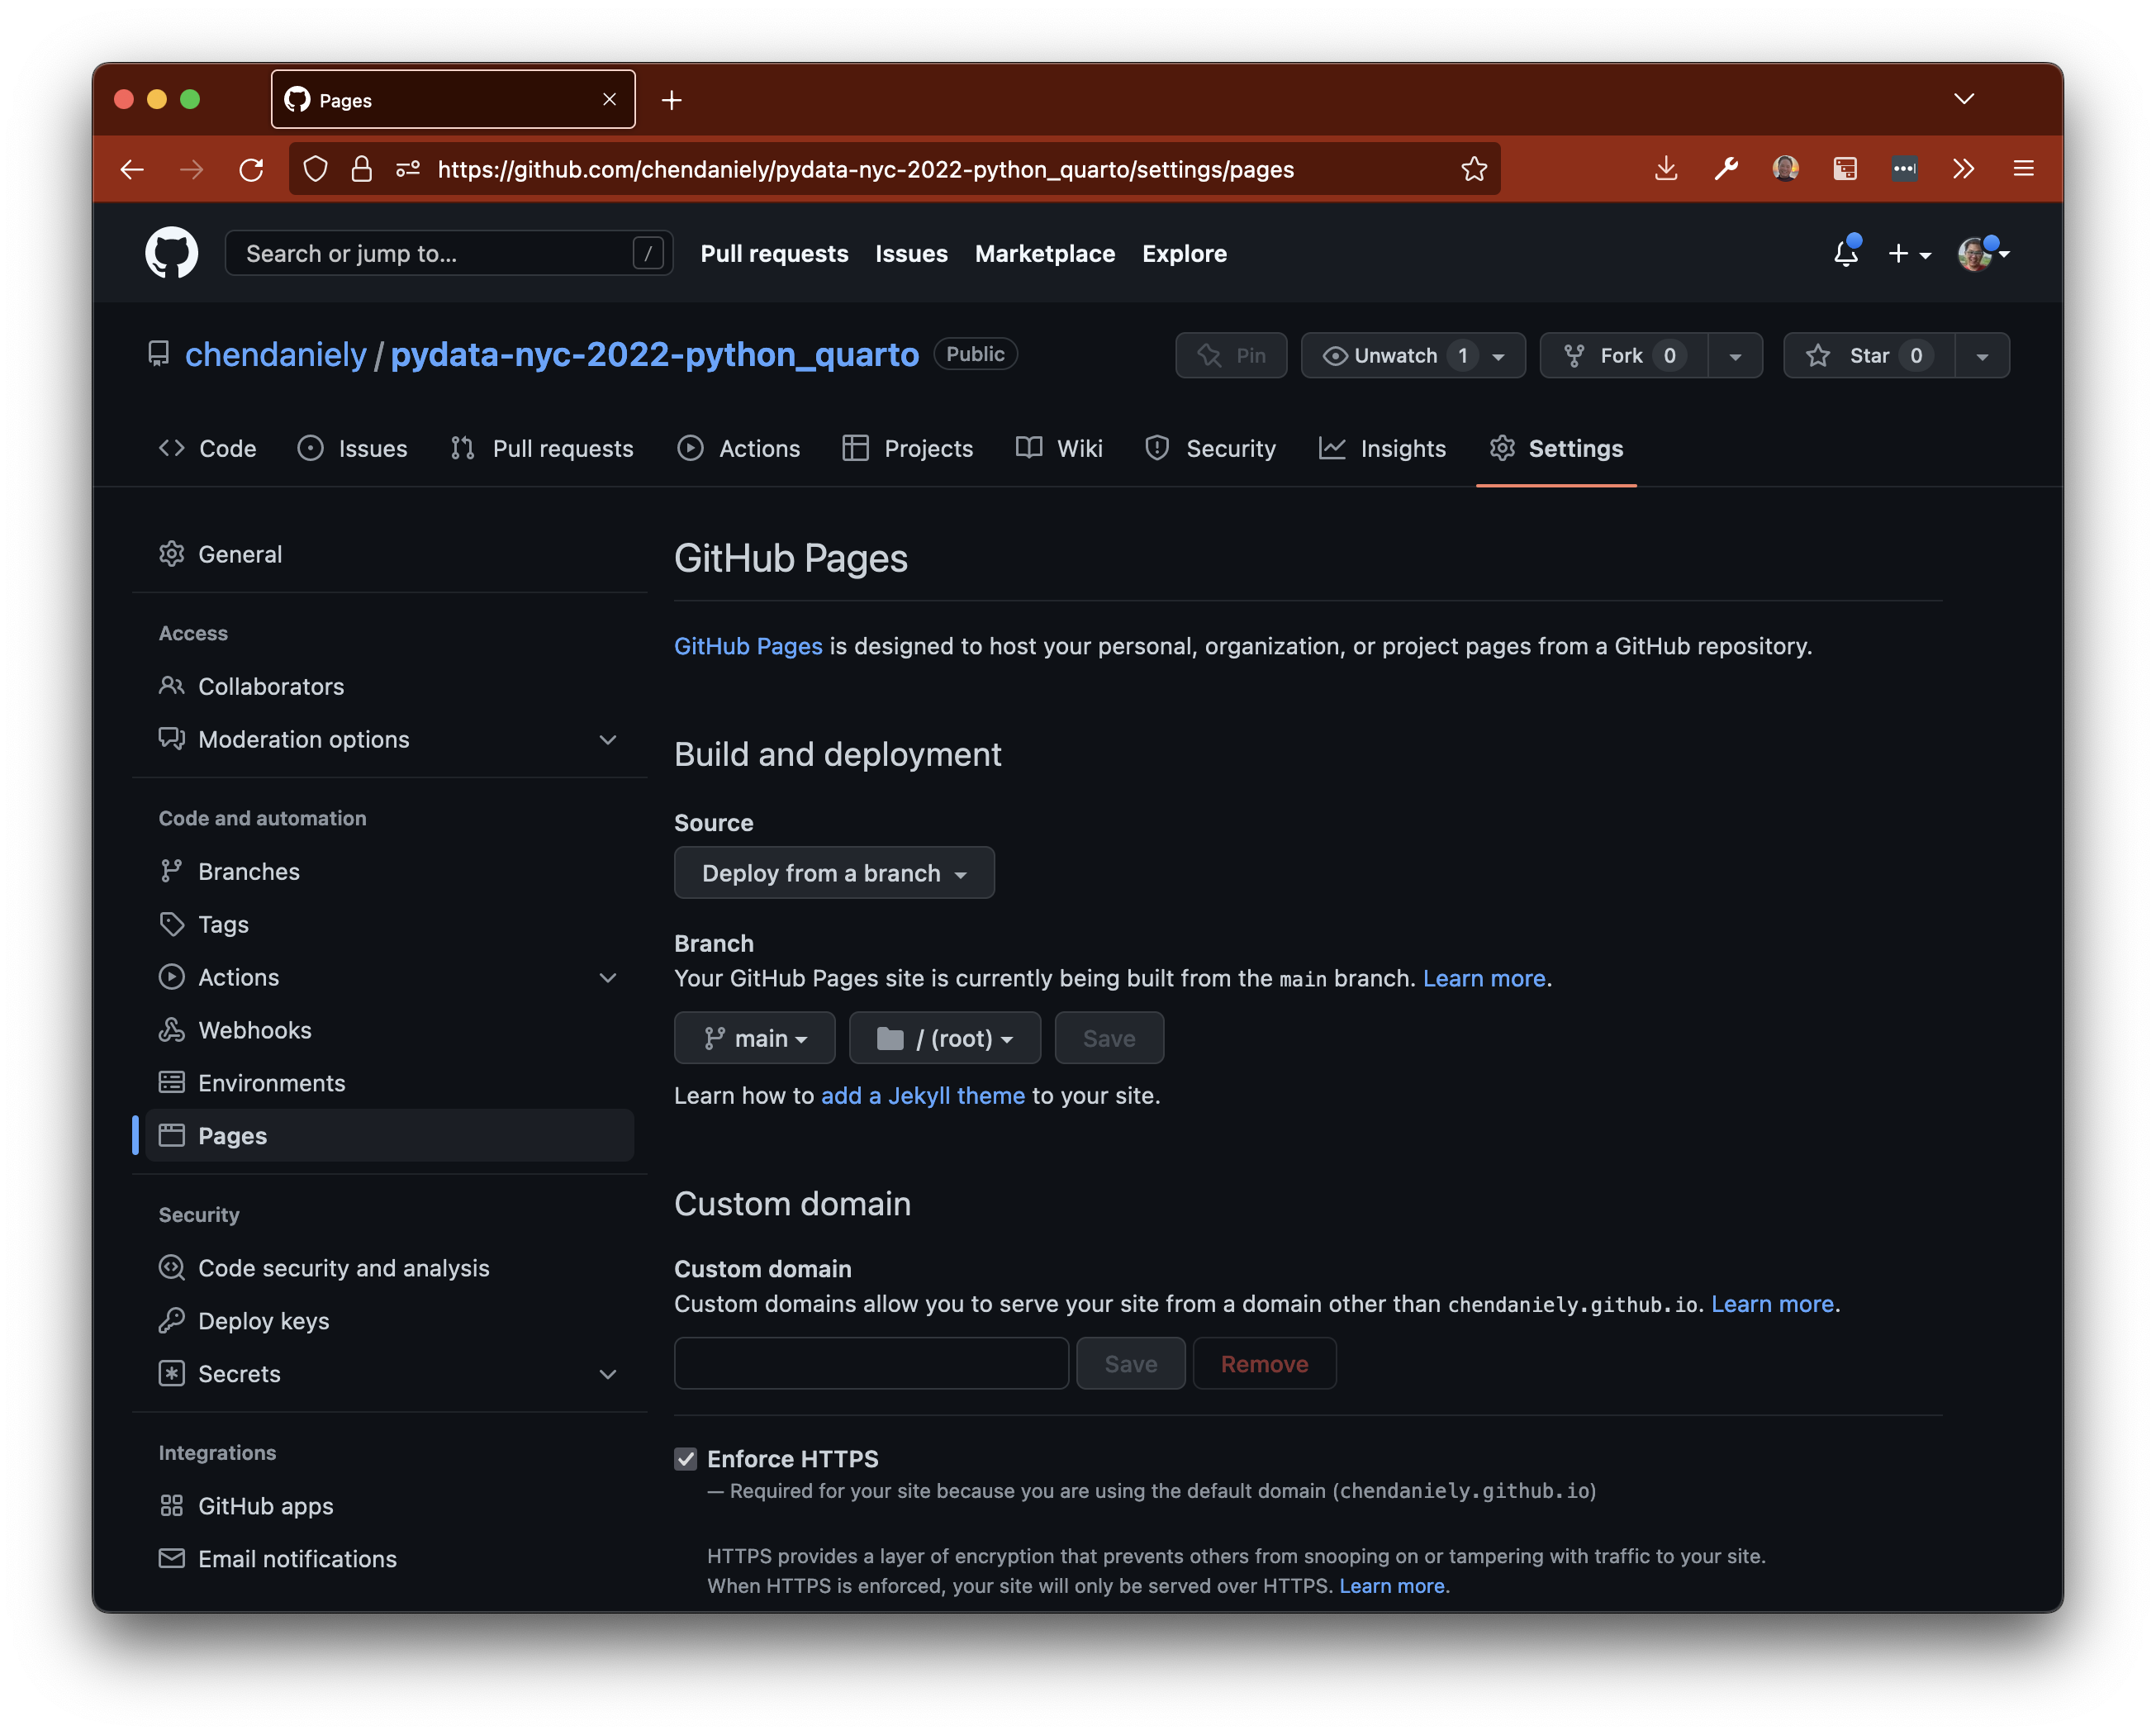 Pages
https://github.com/chendaniely/pydata-nyc-2022-python_quarto/settings/pages
Search or jump to... /
Pull requests Issues Marketplace Explore
chendaniely / pydata-nyc-2022-python_quarto Public
Pin Unwatch 1 Fork 0 Star 0
Code Issues Pull requests Actions Projects Wiki Security Insights Settings
General
Access
Collaborators
Moderation options
Code and automation
Branches
Tags
Actions
Webhooks
Environments
Pages
Security
Code security and analysis
Deploy keys
Secrets
Integrations
GitHub apps
Email notifications
GitHub Pages
GitHub Pages is designed to host your personal, organization, or project pages from a GitHub repository.
Build and deployment
Source
Deploy from a branch
Branch
Your GitHub Pages site is currently being built from the main branch. Learn more.
main / (root) Save
Learn how to add a Jekyll theme to your site.
Custom domain
Custom domain
Custom domains allow you to serve your site from a domain other than chendaniely.github.io. Learn more.
Save Remove
Enforce HTTPS
— Required for your site because you are using the default domain (chendaniely.github.io)
HTTPS provides a layer of encryption that prevents others from snooping on or tampering with traffic to your site.
When HTTPS is enforced, your site will only be served over HTTPS. Learn more.